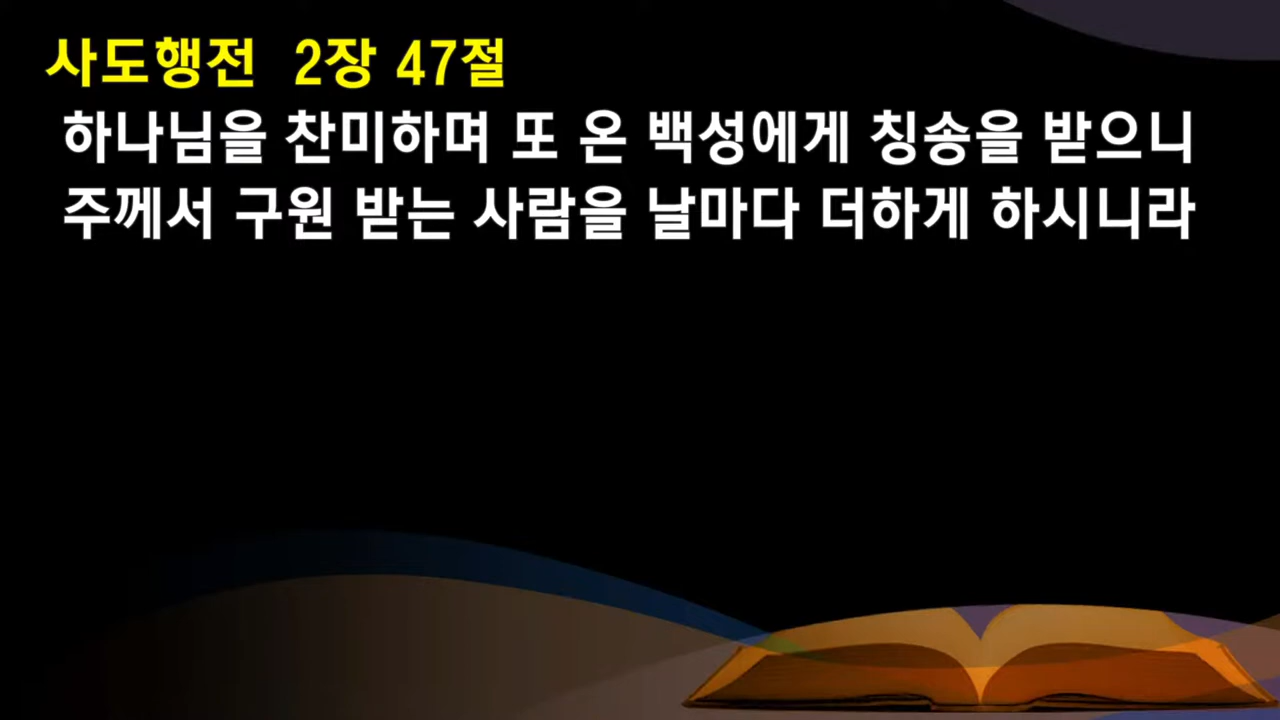 사도행전 2장 47절
하나님을 찬미하며 또 온 백성에게 칭송을 받으니
주께서 구원 받는 사람을 날마다 더하게 하시니라